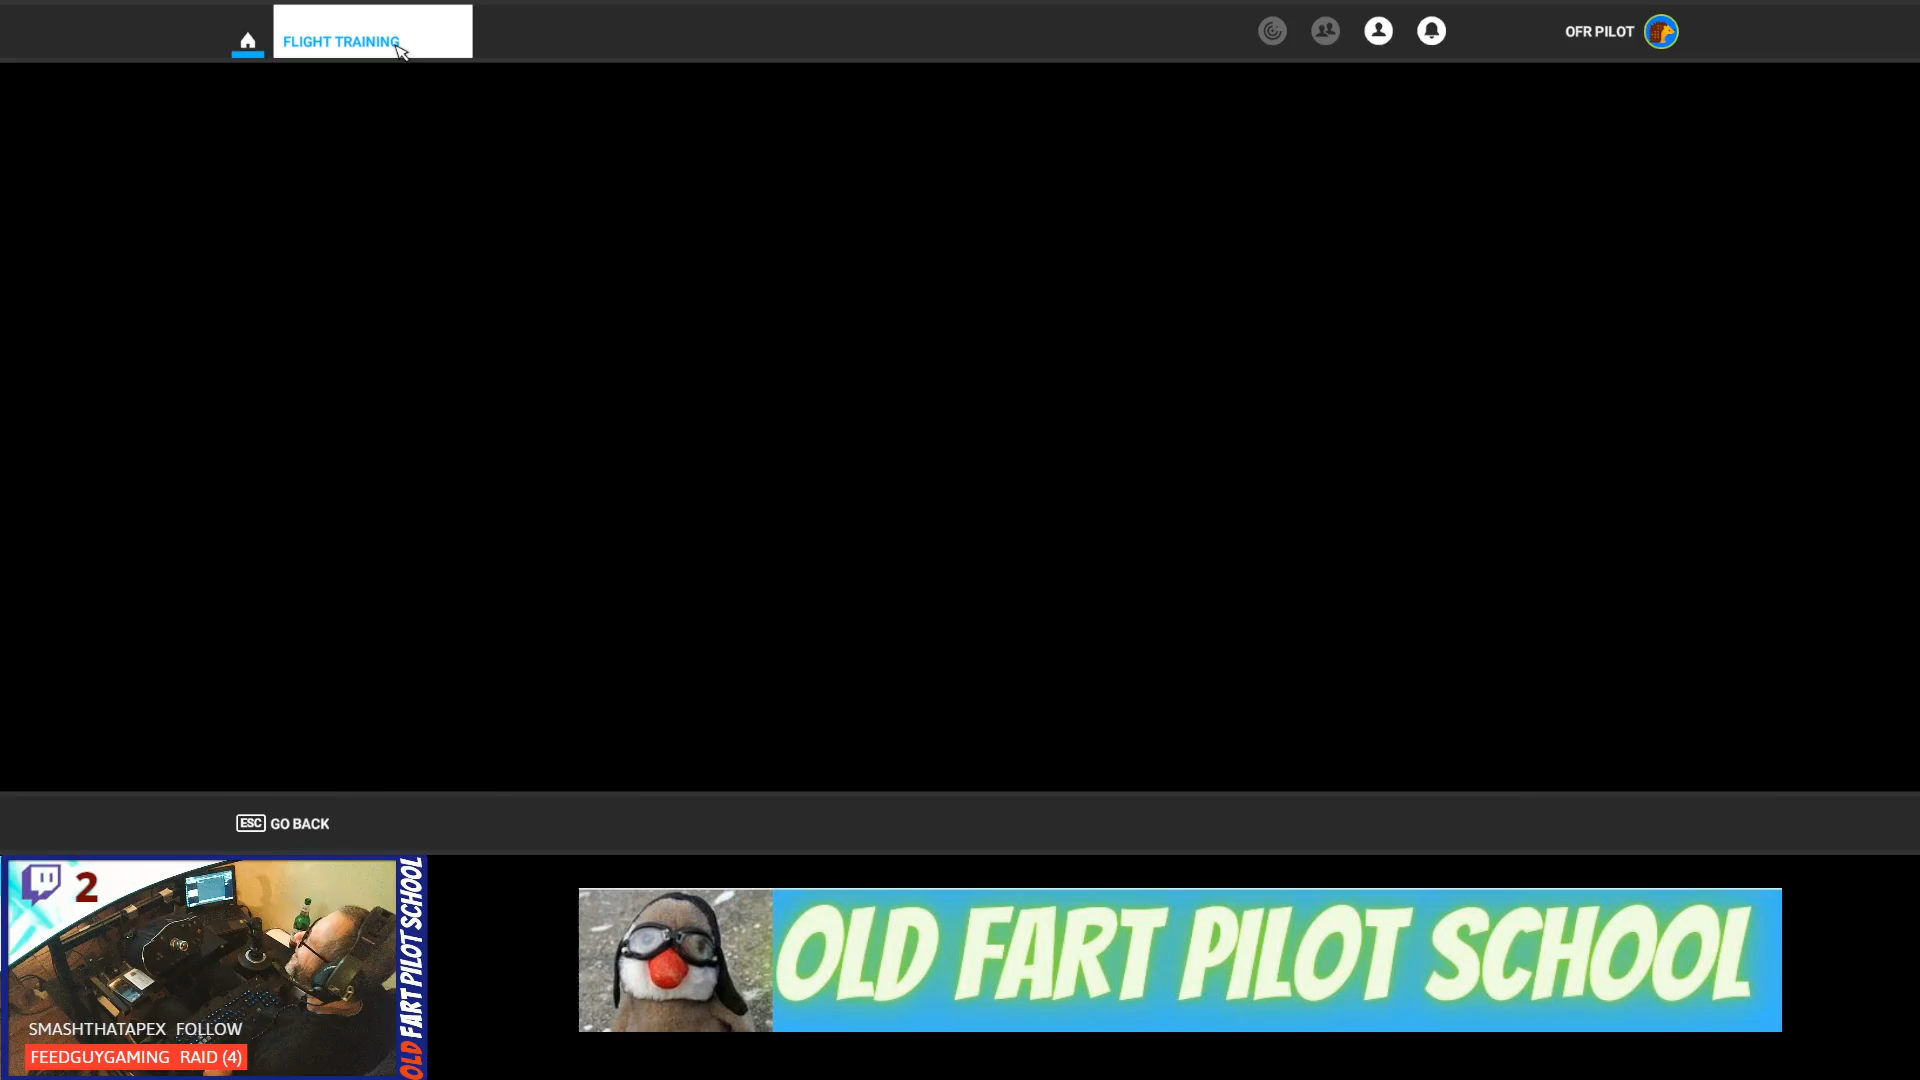 FLIGHT TRAINING
OFR PILOT
ESC GO BACK
2
OLD FART PILOT SCHOOL
SMASHTHATAPEX FOLLOW
FEEDGUYGAMING RAID (4)
OLD FART PILOT SCHOOL